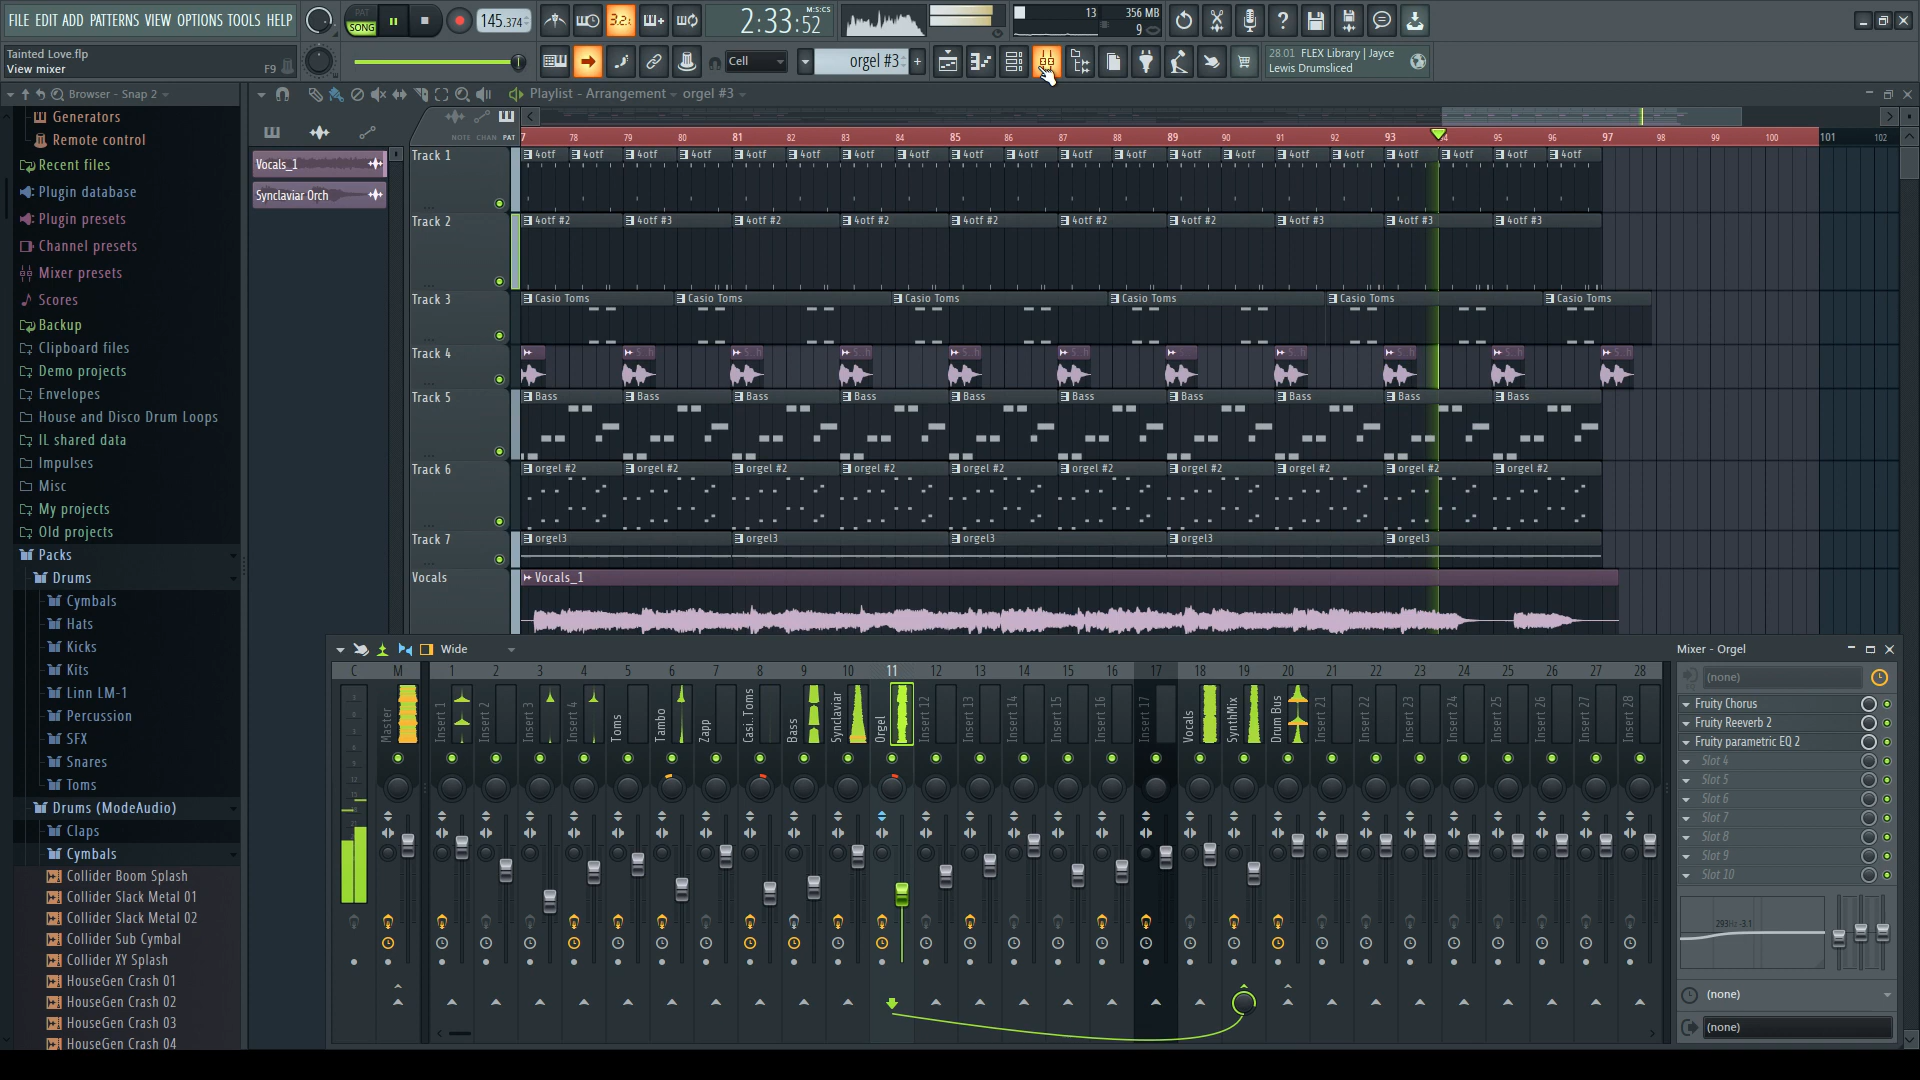 FILE EDIT ADD PATTERNS VIEW OPTIONS TOOLS HELP
PAT
SONG
145.374
3.2.
2:33:52
M:S:CS
13
356 MB
9
Tainted Love.flp
View mixer
F9
Cell
orgel #3
28.01 FLEX Library | Jayce
Lewis Drumsliced
Browser - Snap 2
Playlist - Arrangement
orgel #3
Generators
Remote control
Recent files
Plugin database
Plugin presets
Channel presets
Mixer presets
Scores
Backup
Clipboard files
Demo projects
Envelopes
House and Disco Drum Loops
IL shared data
Impulses
Misc
My projects
Old projects
Packs
Drums
Cymbals
Hats
Kicks
Kits
Linn LM-1
Percussion
SFX
Snares
Toms
Drums (ModeAudio)
Claps
Cymbals
Collider Boom Splash
Collider Slack Metal 01
Collider Slack Metal 02
Collider Sub Cymbal
Collider XY Splash
HouseGen Crash 01
HouseGen Crash 02
HouseGen Crash 03
HouseGen Crash 04
Vocals_1
Synclaviar Orch
NOTE CHAN PAT
7 78 79 80 81 82 83 84 85 86 87 88 89 90 91 92 93 94 95 96 97 98 99 100 101 102
Track 1
4otf 4otf 4otf 4otf 4otf 4otf 4otf 4otf 4otf 4otf 4otf 4otf 4otf 4otf 4otf 4otf 4otf 4otf 4otf 4otf
Track 2
4otf #2 4otf #3 4otf #2 4otf #2 4otf #2 4otf #2 4otf #2 4otf #3 4otf #3 4otf #3
Track 3
Casio Toms Casio Toms Casio Toms Casio Toms Casio Toms Casio Toms
Track 4
S..h S..h S..h S..h S..h S..h S..h S..h S..h
Track 5
Bass Bass Bass Bass Bass Bass Bass Bass Bass Bass
Track 6
orgel #2 orgel #2 orgel #2 orgel #2 orgel #2 orgel #2 orgel #2 orgel #2 orgel #2 orgel #2
Track 7
orgel3 orgel3 orgel3 orgel3 orgel3
Vocals
Vocals_1
Wide
C M 1 2 3 4 5 6 7 8 9 10 11 12 13 14 15 16 17 18 19 20 21 22 23 24 25 26 27 28
Master
Insert 1
Insert 2
Insert 3
Insert 4
Toms
Tambo
Zapp
Casi..Toms
Bass
Synclaviar
Orgel
Insert 12
Insert 13
Insert 14
Insert 15
Insert 16
Insert 17
Vocals
SynthMix
Drum Bus
Insert 21
Insert 22
Insert 23
Insert 24
Insert 25
Insert 26
Insert 27
Insert 28
Mixer - Orgel
(none)
Fruity Chorus
Fruity Reeverb 2
Fruity parametric EQ 2
Slot 4
Slot 5
Slot 6
Slot 7
Slot 8
Slot 9
Slot 10
293Hz -3.1
(none)
(none)